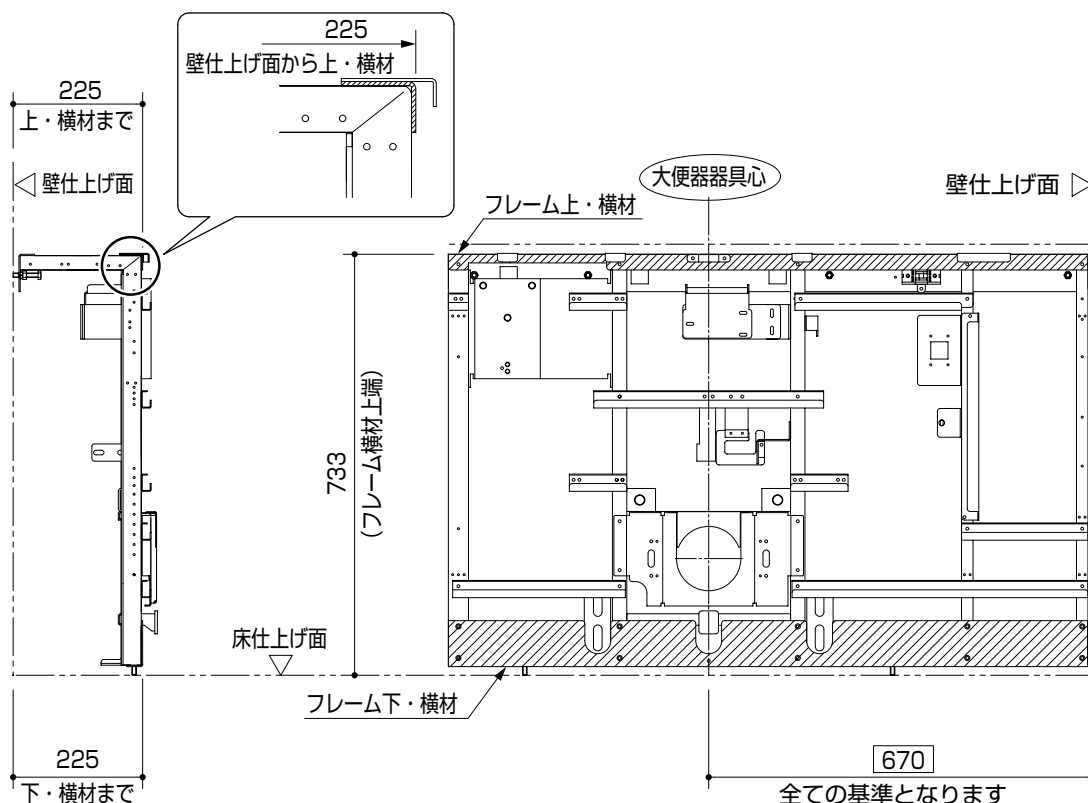 225
壁仕上げ面から上・横材
225
上・横材まで
壁仕上げ面
大便器器具心
壁仕上げ面
フレーム上・横材
733
(フレーム横材上端)
床仕上げ面
フレーム下・横材
225
下・横材まで
670
全ての基準となります